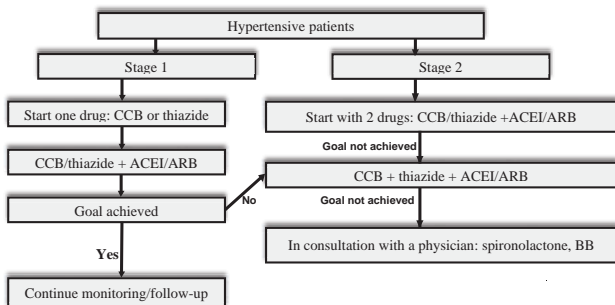 Hypertensive patients
Stage 1
Stage 2
Start one drug: CCB or thiazide
Start with 2 drugs: CCB/thiazide +ACEI/ARB
Goal not achieved
CCB/thiazide + ACEI/ARB
CCB + thiazide + ACEI/ARB
No
Goal not achieved
Goal achieved
Yes
In consultation with a physician: spironolactone, BB
Continue monitoring/follow-up